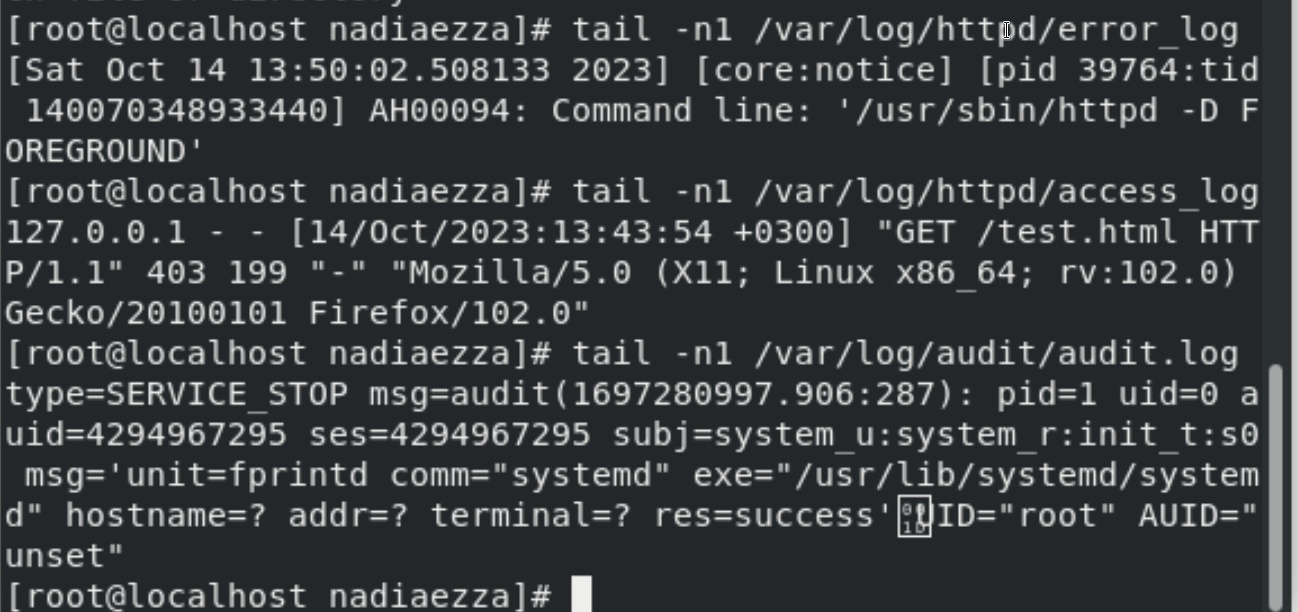 [root@localhost nadiaezza]# tail -n1 /var/log/httpd/error_log
[Sat Oct 14 13:50:02.508133 2023] [core:notice] [pid 39764:tid
 140070348933440] AH00094: Command line: '/usr/sbin/httpd -D F
OREGROUND'
[root@localhost nadiaezza]# tail -n1 /var/log/httpd/access_log
127.0.0.1 - - [14/Oct/2023:13:43:54 +0300] "GET /test.html HTT
P/1.1" 403 199 "-" "Mozilla/5.0 (X11; Linux x86_64; rv:102.0)
Gecko/20100101 Firefox/102.0"
[root@localhost nadiaezza]# tail -n1 /var/log/audit/audit.log
type=SERVICE_STOP msg=audit(1697280997.906:287): pid=1 uid=0 a
uid=4294967295 ses=4294967295 subj=system_u:system_r:init_t:s0
 msg='unit=fprintd comm="systemd" exe="/usr/lib/systemd/system
d" hostname=? addr=? terminal=? res=success'UID="root" AUID="
unset"
[root@localhost nadiaezza]#